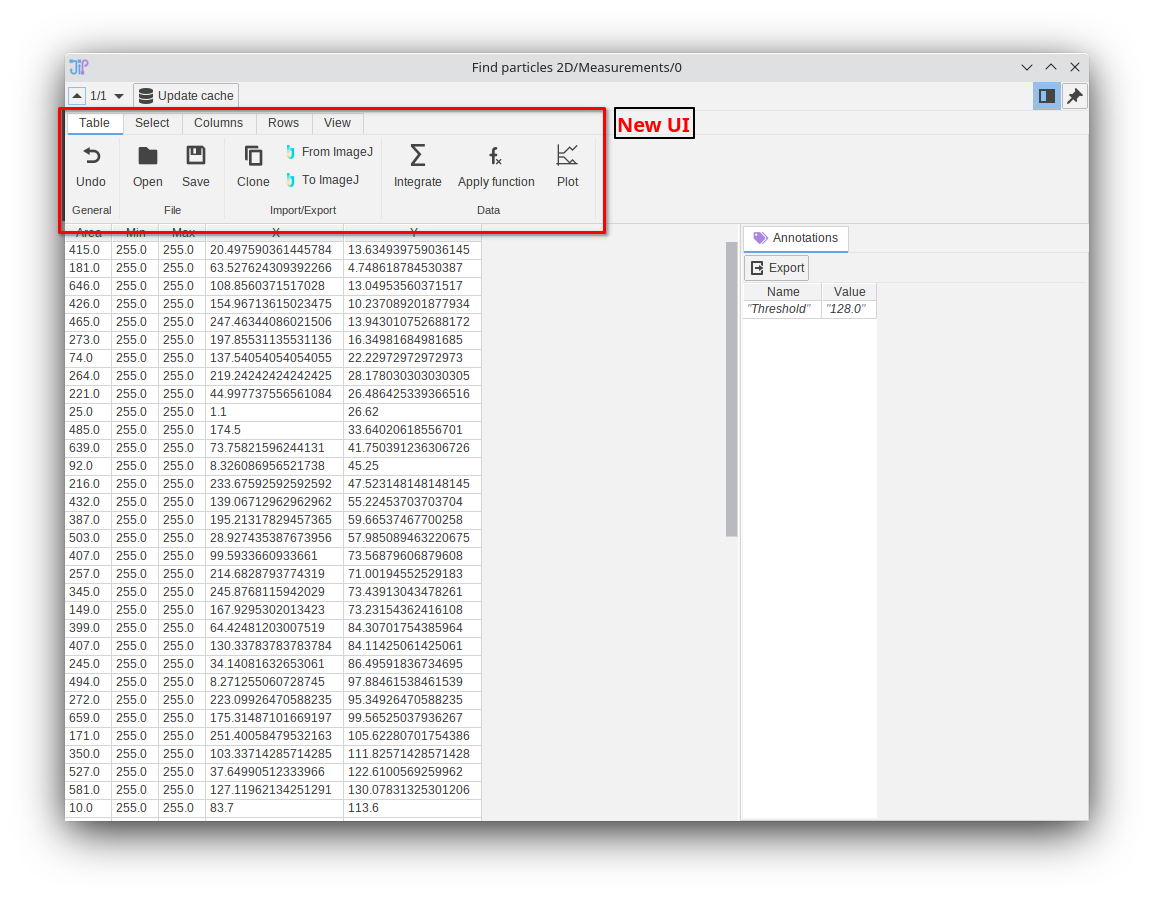 JIP Find particles 2D/Measurements/0
1/1 Update cache
Table Select Columns Rows View New UI
Undo Open Save Clone From ImageJ To ImageJ Integrate Apply function Plot
General File Import/Export Data
Area Min Max X Y
415.0 255.0 255.0 20.497590361445784 13.634939759036145
181.0 255.0 255.0 63.527624309392266 4.748618784530387
646.0 255.0 255.0 108.8560371517028 13.04953560371517
426.0 255.0 255.0 154.96713615023475 10.237089201877934
465.0 255.0 255.0 247.46344086021506 13.943010752688172
273.0 255.0 255.0 197.85531135531136 16.34981684981685
74.0 255.0 255.0 137.54054054054055 22.22972972972973
264.0 255.0 255.0 219.24242424242425 28.178030303030305
221.0 255.0 255.0 44.997737556561084 26.486425339366516
25.0 255.0 255.0 1.1 26.62
485.0 255.0 255.0 174.5 33.64020618556701
639.0 255.0 255.0 73.75821596244131 41.750391236306726
92.0 255.0 255.0 8.326086956521738 45.25
216.0 255.0 255.0 233.67592592592592 47.523148148148145
432.0 255.0 255.0 139.06712962962962 55.22453703703704
387.0 255.0 255.0 195.21317829457365 59.66537467700258
503.0 255.0 255.0 28.927435387673956 57.985089463220675
407.0 255.0 255.0 99.5933660933661 73.56879606879608
257.0 255.0 255.0 214.6828793774319 71.00194552529183
345.0 255.0 255.0 245.8768115942029 73.43913043478261
149.0 255.0 255.0 167.9295302013423 73.23154362416108
399.0 255.0 255.0 64.42481203007519 84.30701754385964
407.0 255.0 255.0 130.33783783783784 84.11425061425061
245.0 255.0 255.0 34.14081632653061 86.49591836734695
494.0 255.0 255.0 8.271255060728745 97.88461538461539
272.0 255.0 255.0 223.09926470588235 95.34926470588235
659.0 255.0 255.0 175.31487101669197 99.56525037936267
171.0 255.0 255.0 251.40058479532163 105.62280701754386
350.0 255.0 255.0 103.33714285714285 111.82571428571428
527.0 255.0 255.0 37.64990512333966 122.6100569259962
581.0 255.0 255.0 127.11962134251291 130.07831325301206
10.0 255.0 255.0 83.7 113.6
Annotations
Export
Name Value
"Threshold" "128.0"